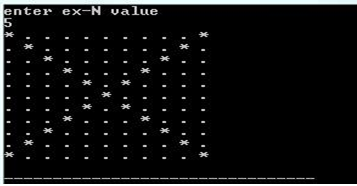 enter ex-N value
5
* . . . . . . . . . *
. * . . . . . . . * .
. . * . . . . . * . .
. . . * . . . * . . .
. . . . * . * . . . .
. . . . . * . . . . .
. . . . * . * . . . .
. . . * . . . * . . .
. . * . . . . . * . .
. * . . . . . . . * .
* . . . . . . . . . *
--------------------------------